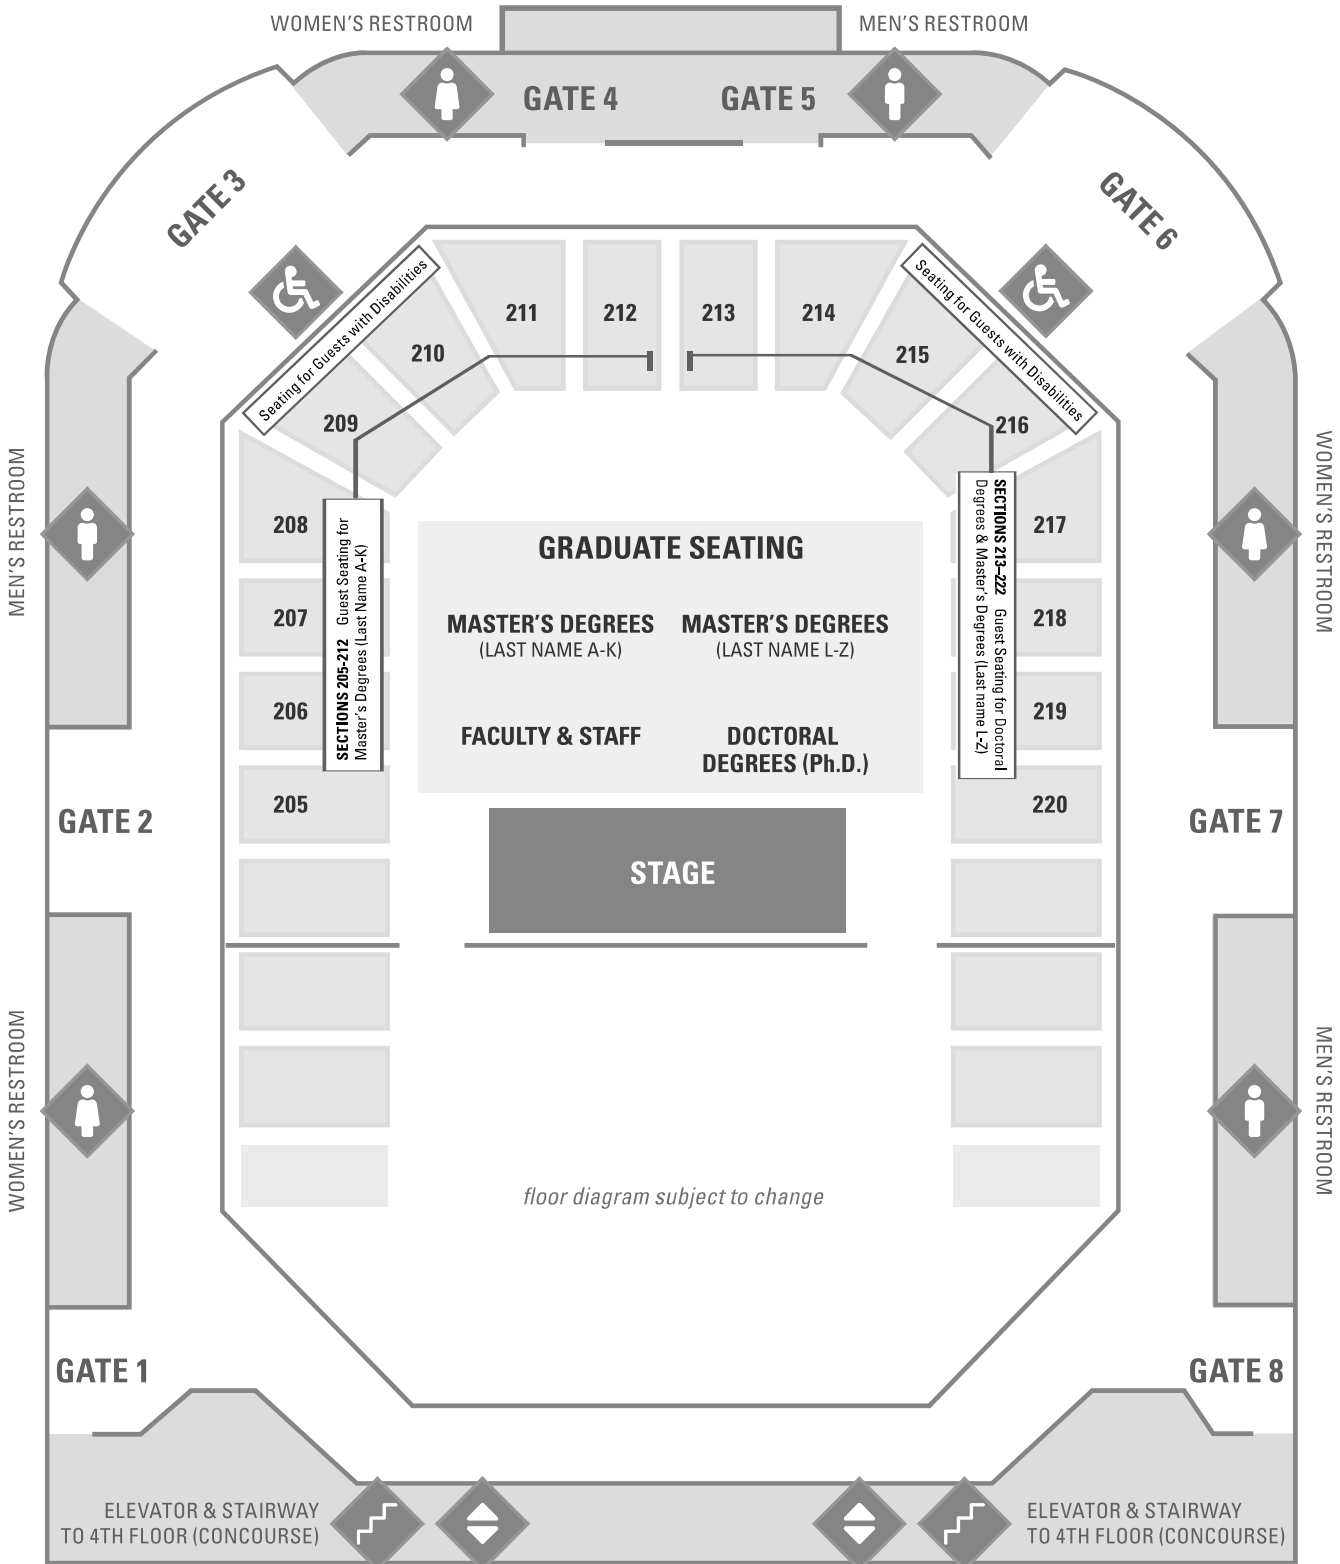 WOMEN'S RESTROOM
MEN'S RESTROOM
GATE 4
GATE 5
GATE 3
GATE 6
Seating for Guests with Disabilities
Seating for Guests with Disabilities
211
212
213
214
210
215
209
216
208
217
207
218
206
219
205
220
SECTIONS 205-212 Guest Seating for
Master's Degrees (Last Name A-K)
SECTIONS 213–222 Guest Seating for Doctoral
Degrees & Master's Degrees (Last name L-Z)
GRADUATE SEATING
MASTER'S DEGREES
(LAST NAME A-K)
MASTER'S DEGREES
(LAST NAME L-Z)
FACULTY & STAFF
DOCTORAL
DEGREES (Ph.D.)
STAGE
MEN'S RESTROOM
WOMEN'S RESTROOM
GATE 2
GATE 7
WOMEN'S RESTROOM
MEN'S RESTROOM
floor diagram subject to change
GATE 1
GATE 8
ELEVATOR & STAIRWAY
TO 4TH FLOOR (CONCOURSE)
ELEVATOR & STAIRWAY
TO 4TH FLOOR (CONCOURSE)